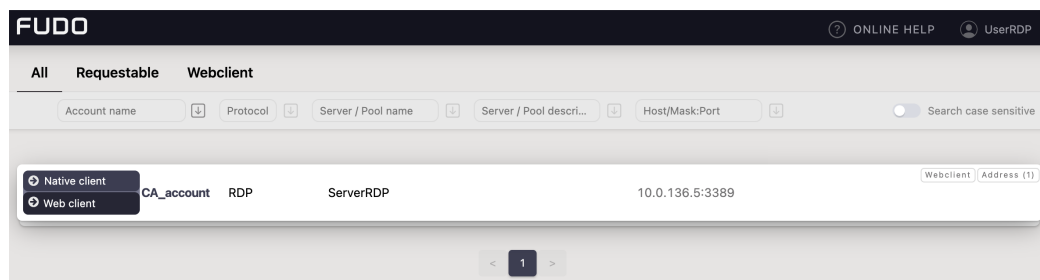 FUDO
? ONLINE HELP UserRDP
All Requestable Webclient
Account name Protocol Server / Pool name Server / Pool descri... Host/Mask:Port Search case sensitive
Webclient Address (1)
Native client
CA_account RDP ServerRDP 10.0.136.5:3389
Web client
< 1 >